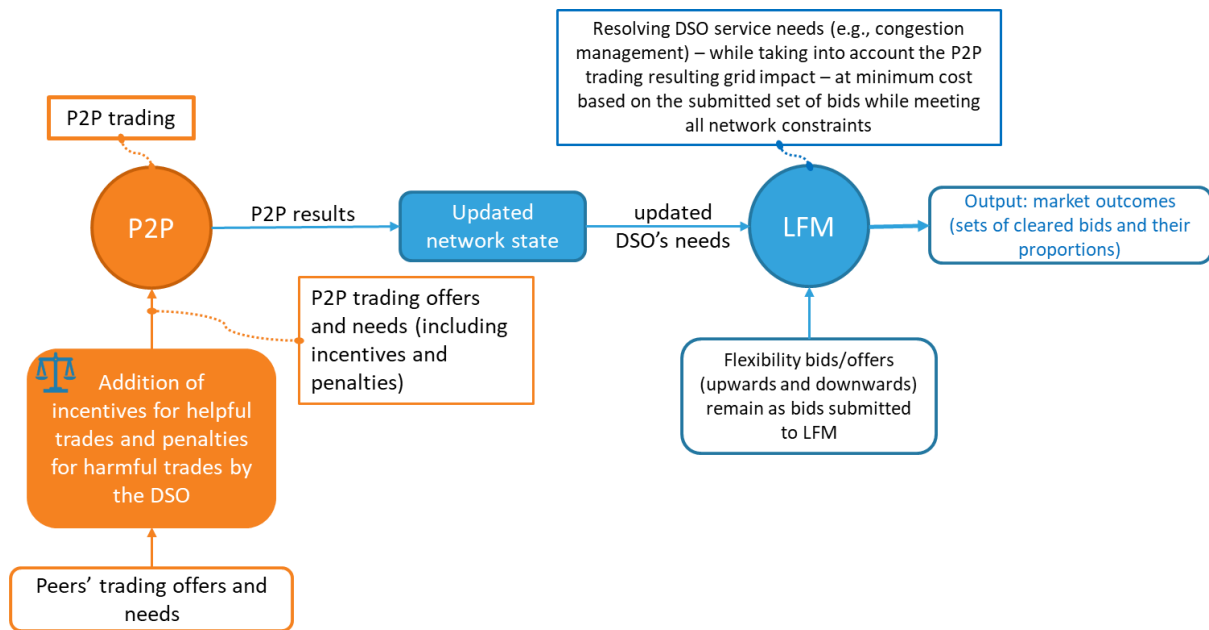 Resolving DSO service needs (e.g., congestion
management) – while taking into account the P2P
trading resulting grid impact – at minimum cost
based on the submitted set of bids while meeting
all network constraints
P2P trading
P2P
P2P results
Updated
network state
updated
DSO's needs
LFM
Output: market outcomes
(sets of cleared bids and their
proportions)
P2P trading offers
and needs (including
incentives and
penalties)
Addition of
incentives for helpful
trades and penalties
for harmful trades by
the DSO
Flexibility bids/offers
(upwards and downwards)
remain as bids submitted
to LFM
Peers' trading offers and
needs